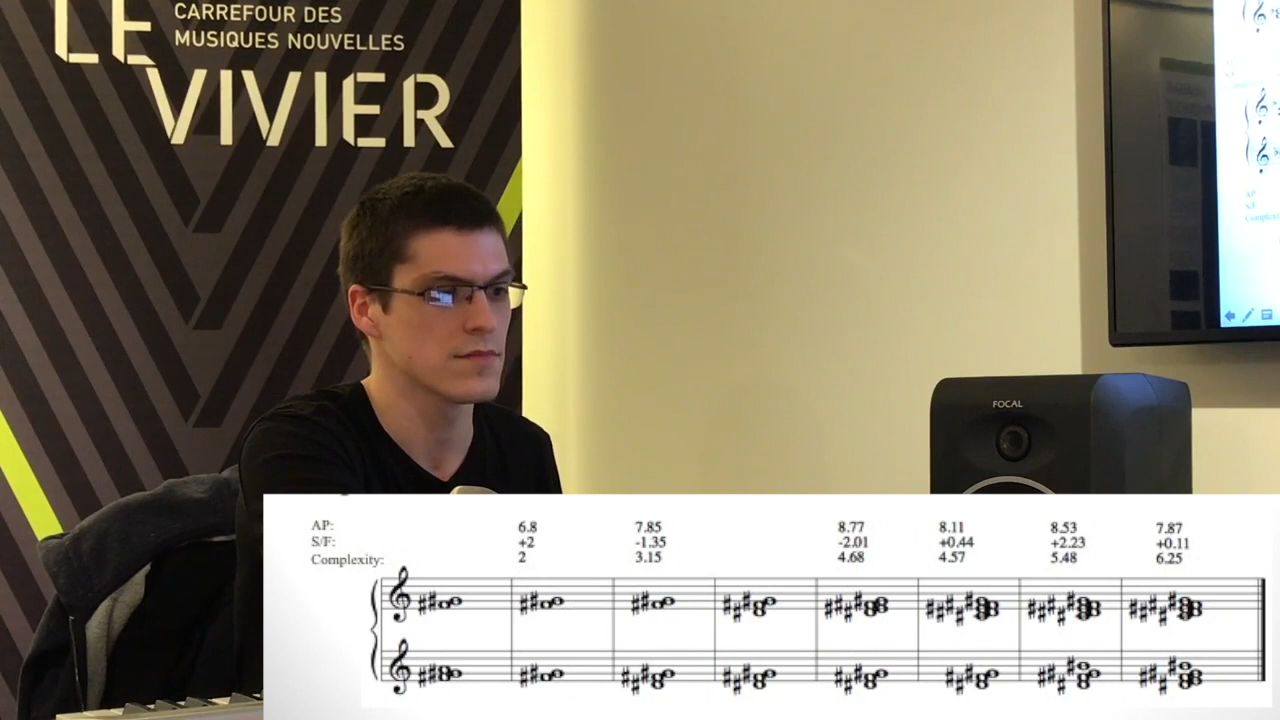 LE
CARREFOUR DES
MUSIQUES NOUVELLES
VIVIER
FOCAL
AP: 6.8 7.85 8.77 8.11 8.53 7.87
S/F: +2 -1.35 -2.01 +0.44 +2.23 +0.11
Complexity: 2 3.15 4.68 4.57 5.48 6.25